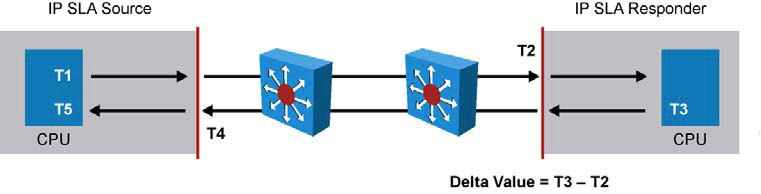 IP SLA Source
IP SLA Responder
T1
T2
T5
T4
T3
CPU
CPU
Delta Value = T3 – T2